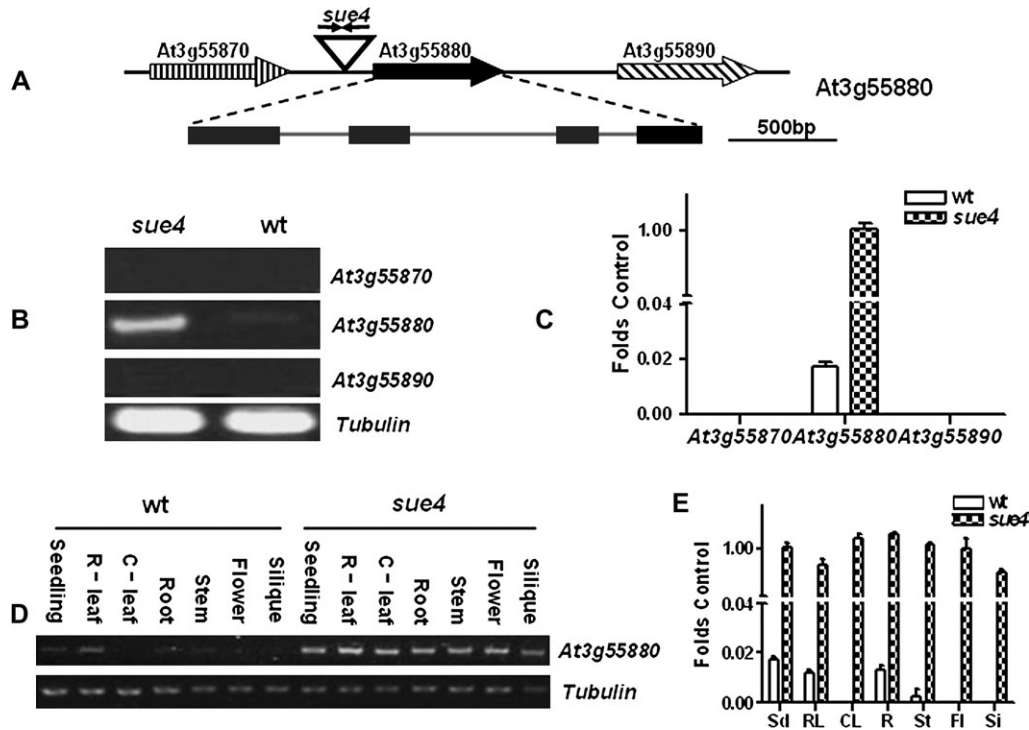 sue4
At3g55870
At3g55880
At3g55890
A
At3g55880
500bp
sue4
wt
At3g55870
B
At3g55880
At3g55890
Tubulin
wt
sue4
1.00
C
Folds Control
0.04
0.02
0.00
At3g55870
At3g55880
At3g55890
wt
sue4
Seedling
R - leaf
C - leaf
Root
Stem
Flower
Silique
Seedling
R - leaf
C - leaf
Root
Stem
Flower
Silique
D
At3g55880
Tubulin
E
wt
sue4
Folds Control
1.00
0.04
0.02
0.00
Sd
RL
CL
R
St
Fl
Si